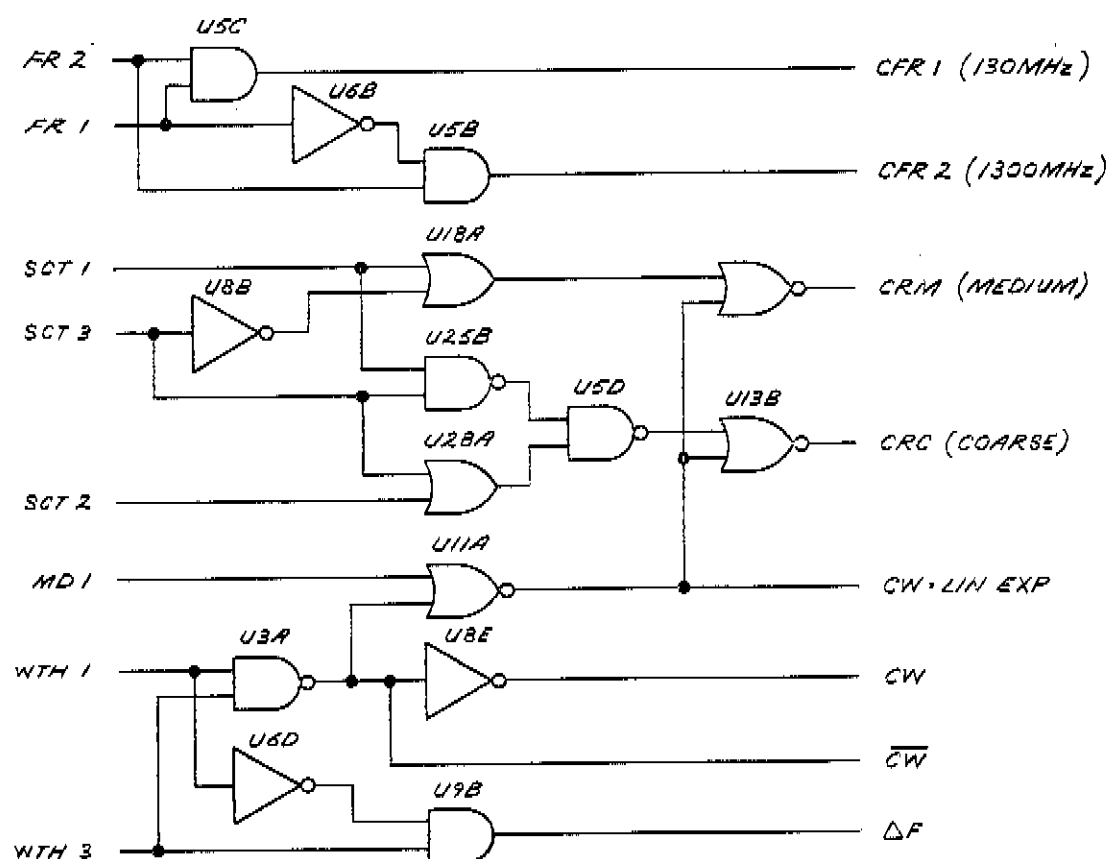 U5C
FR 2
CFR 1 (130MHz)
U6B
FR 1
U5B
CFR 2 (1300MHz)
U18A
SCT 1
U8B
CRM (MEDIUM)
SCT 3
U25B
U5D
U13B
U28A
CRC (COARSE)
SCT 2
U11A
MD 1
CW · LIN EXP
U3A
U8E
WTH 1
CW
U6D
C̅W̅
U9B
WTH 3
ΔF